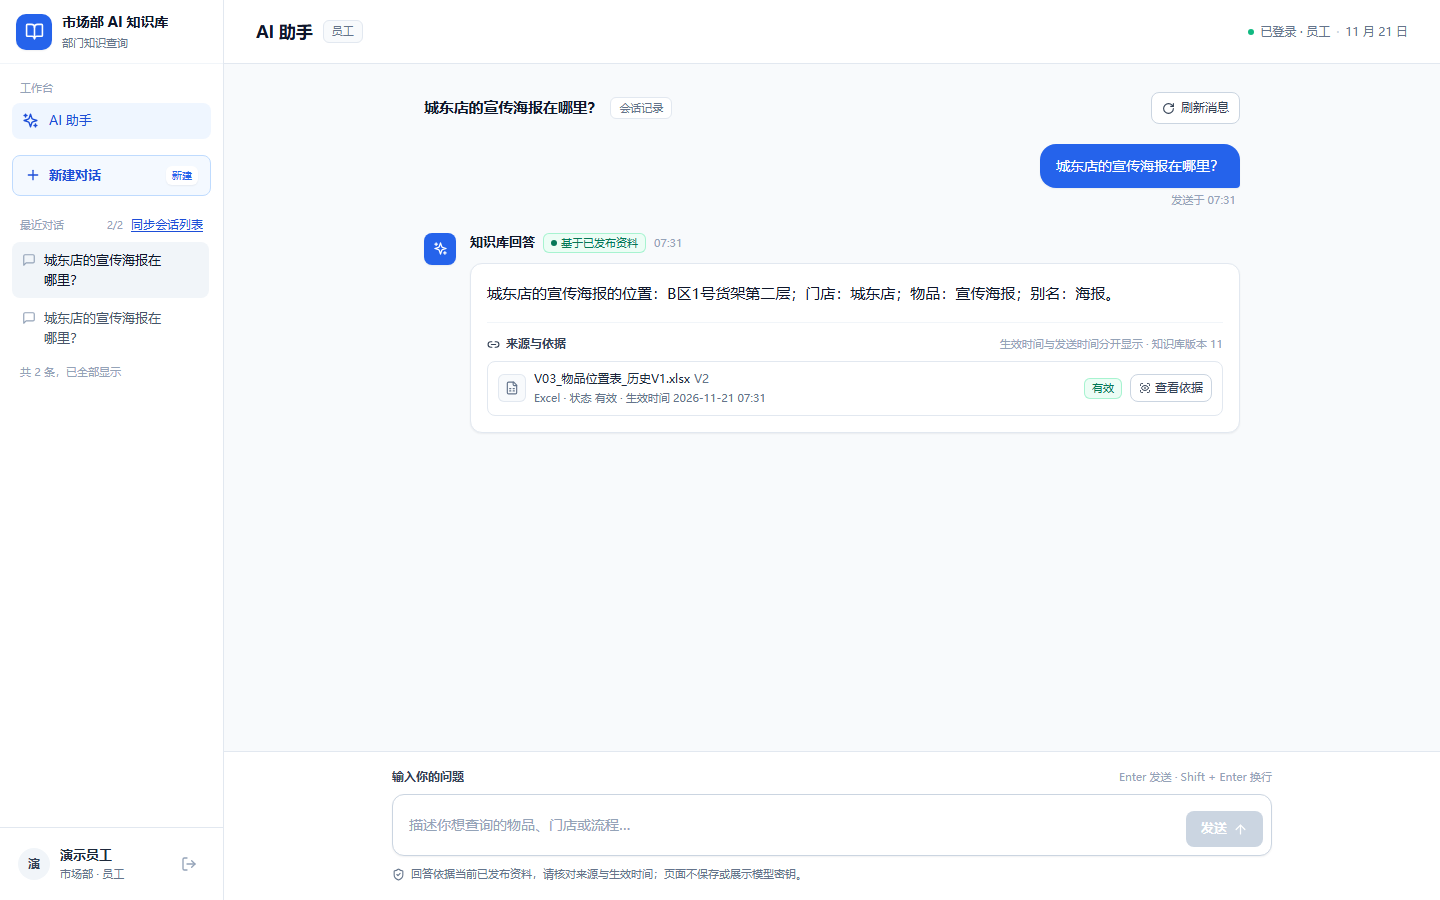 市场部 AI 知识库
部门知识查询
工作台
AI 助手
新建对话
新建
最近对话
2/2
同步会话列表
城东店的宣传海报在
哪里？
城东店的宣传海报在
哪里？
共 2 条，已全部显示
演
演示员工
市场部 · 员工
AI 助手
员工
已登录 · 员工 · 11 月 21 日
城东店的宣传海报在哪里？
会话记录
刷新消息
城东店的宣传海报在哪里？
发送于 07:31
知识库回答
基于已发布资料
07:31
城东店的宣传海报的位置：B区1号货架第二层；门店：城东店；物品：宣传海报；别名：海报。
来源与依据
生效时间与发送时间分开显示 · 知识库版本 11
V03_物品位置表_历史V1.xlsx V2
Excel · 状态 有效 · 生效时间 2026-11-21 07:31
有效
查看依据
输入你的问题
Enter 发送 · Shift + Enter 换行
描述你想查询的物品、门店或流程...
发送
回答依据当前已发布资料，请核对来源与生效时间；页面不保存或展示模型密钥。